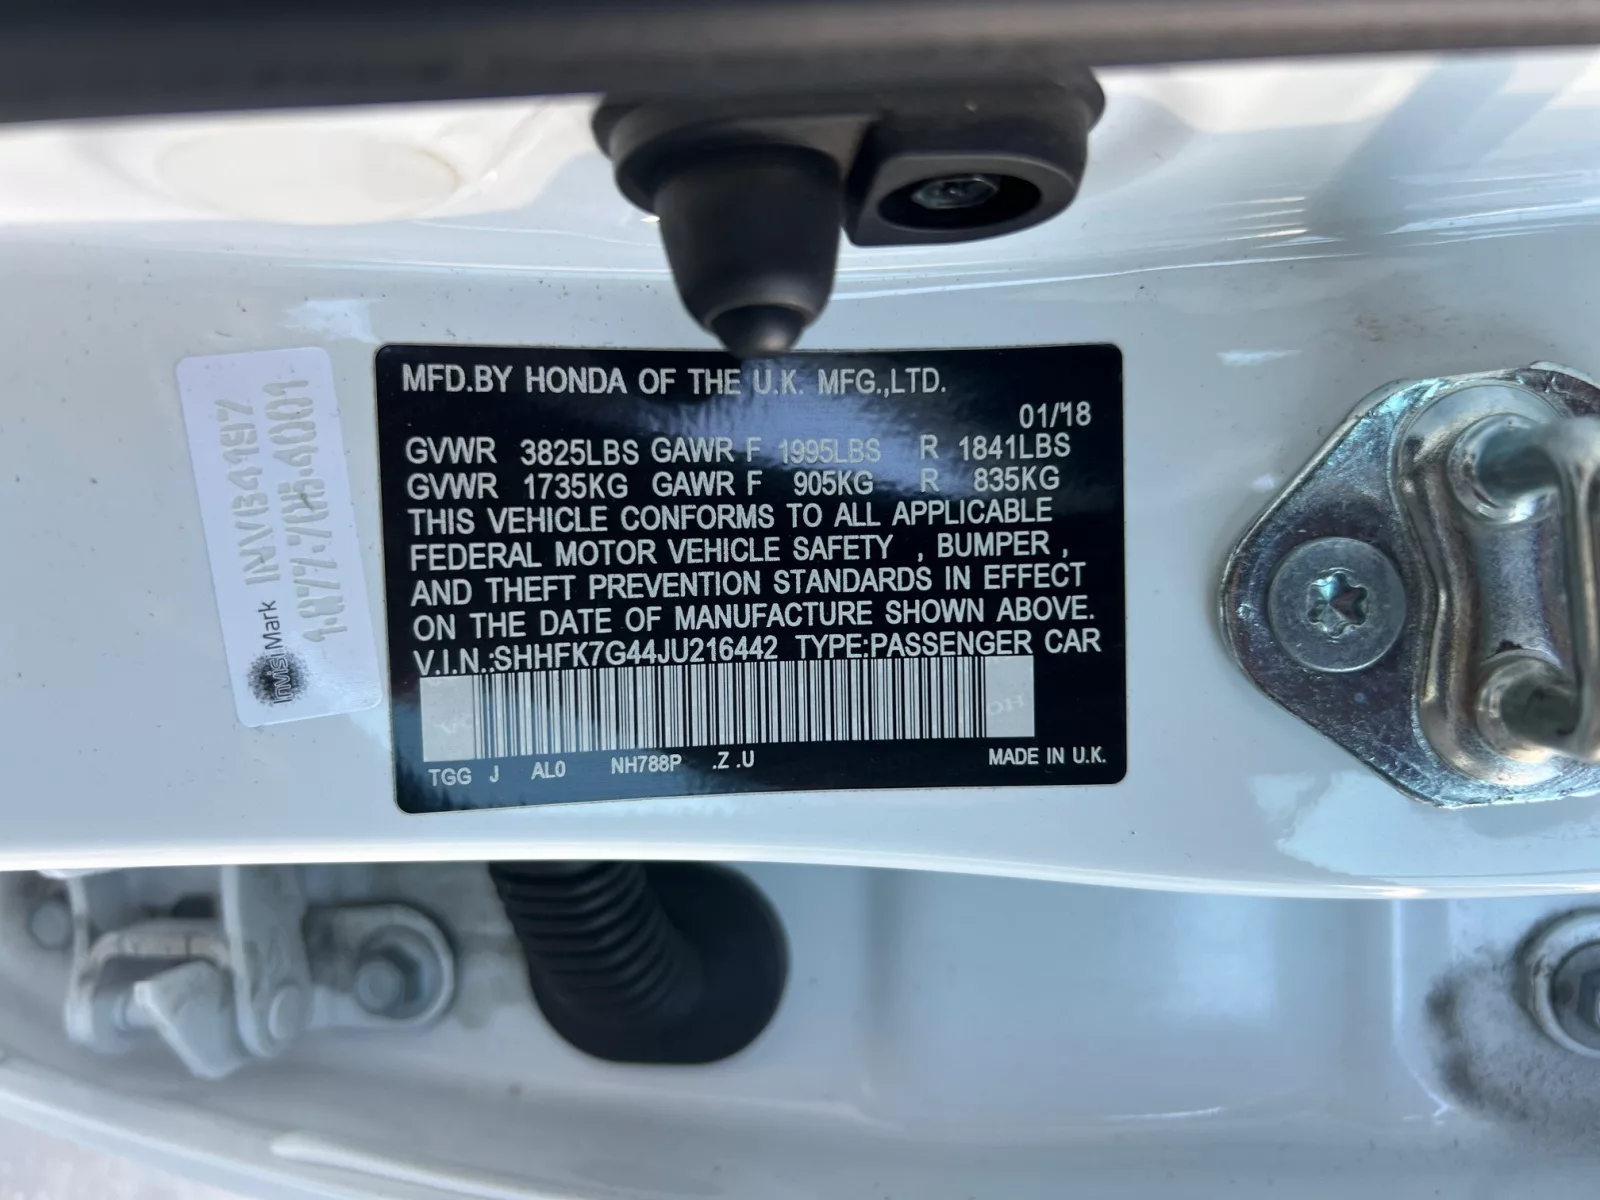 MFD.BY HONDA OF THE U.K. MFG.,LTD.
01/18
GVWR 3825LBS GAWR F 1995LBS R 1841LBS
GVWR 1735KG GAWR F 905KG R 835KG
THIS VEHICLE CONFORMS TO ALL APPLICABLE
FEDERAL MOTOR VEHICLE SAFETY , BUMPER ,
AND THEFT PREVENTION STANDARDS IN EFFECT
ON THE DATE OF MANUFACTURE SHOWN ABOVE.
V.I.N.:SHHFK7G44JU216442 TYPE:PASSENGER CAR
TGG J AL0 NH788P .Z .U MADE IN U.K.
InvisiMark